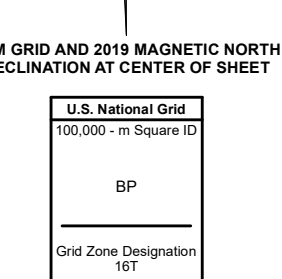 M GRID AND 2019 MAGNETIC NORTH
ECLINATION AT CENTER OF SHEET
U.S. National Grid
100,000 - m Square ID
BP
Grid Zone Designation
16T